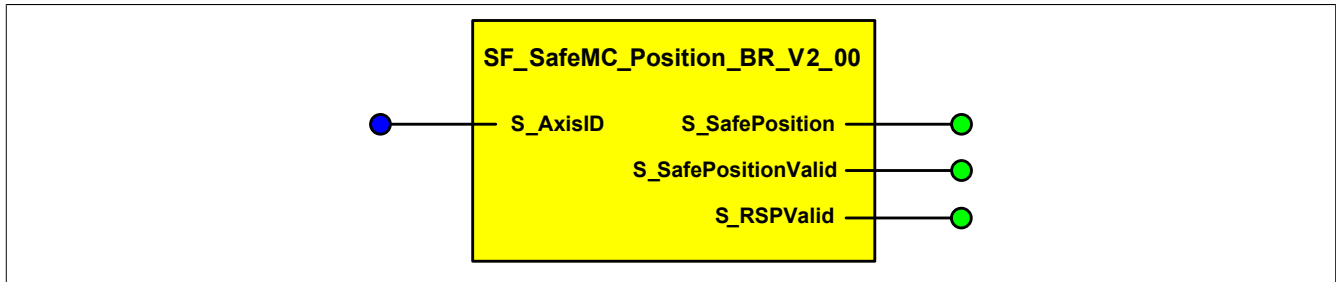 SF_SafeMC_Position_BR_V2_00
S_AxisID S_SafePosition
S_SafePositionValid
S_RSPValid